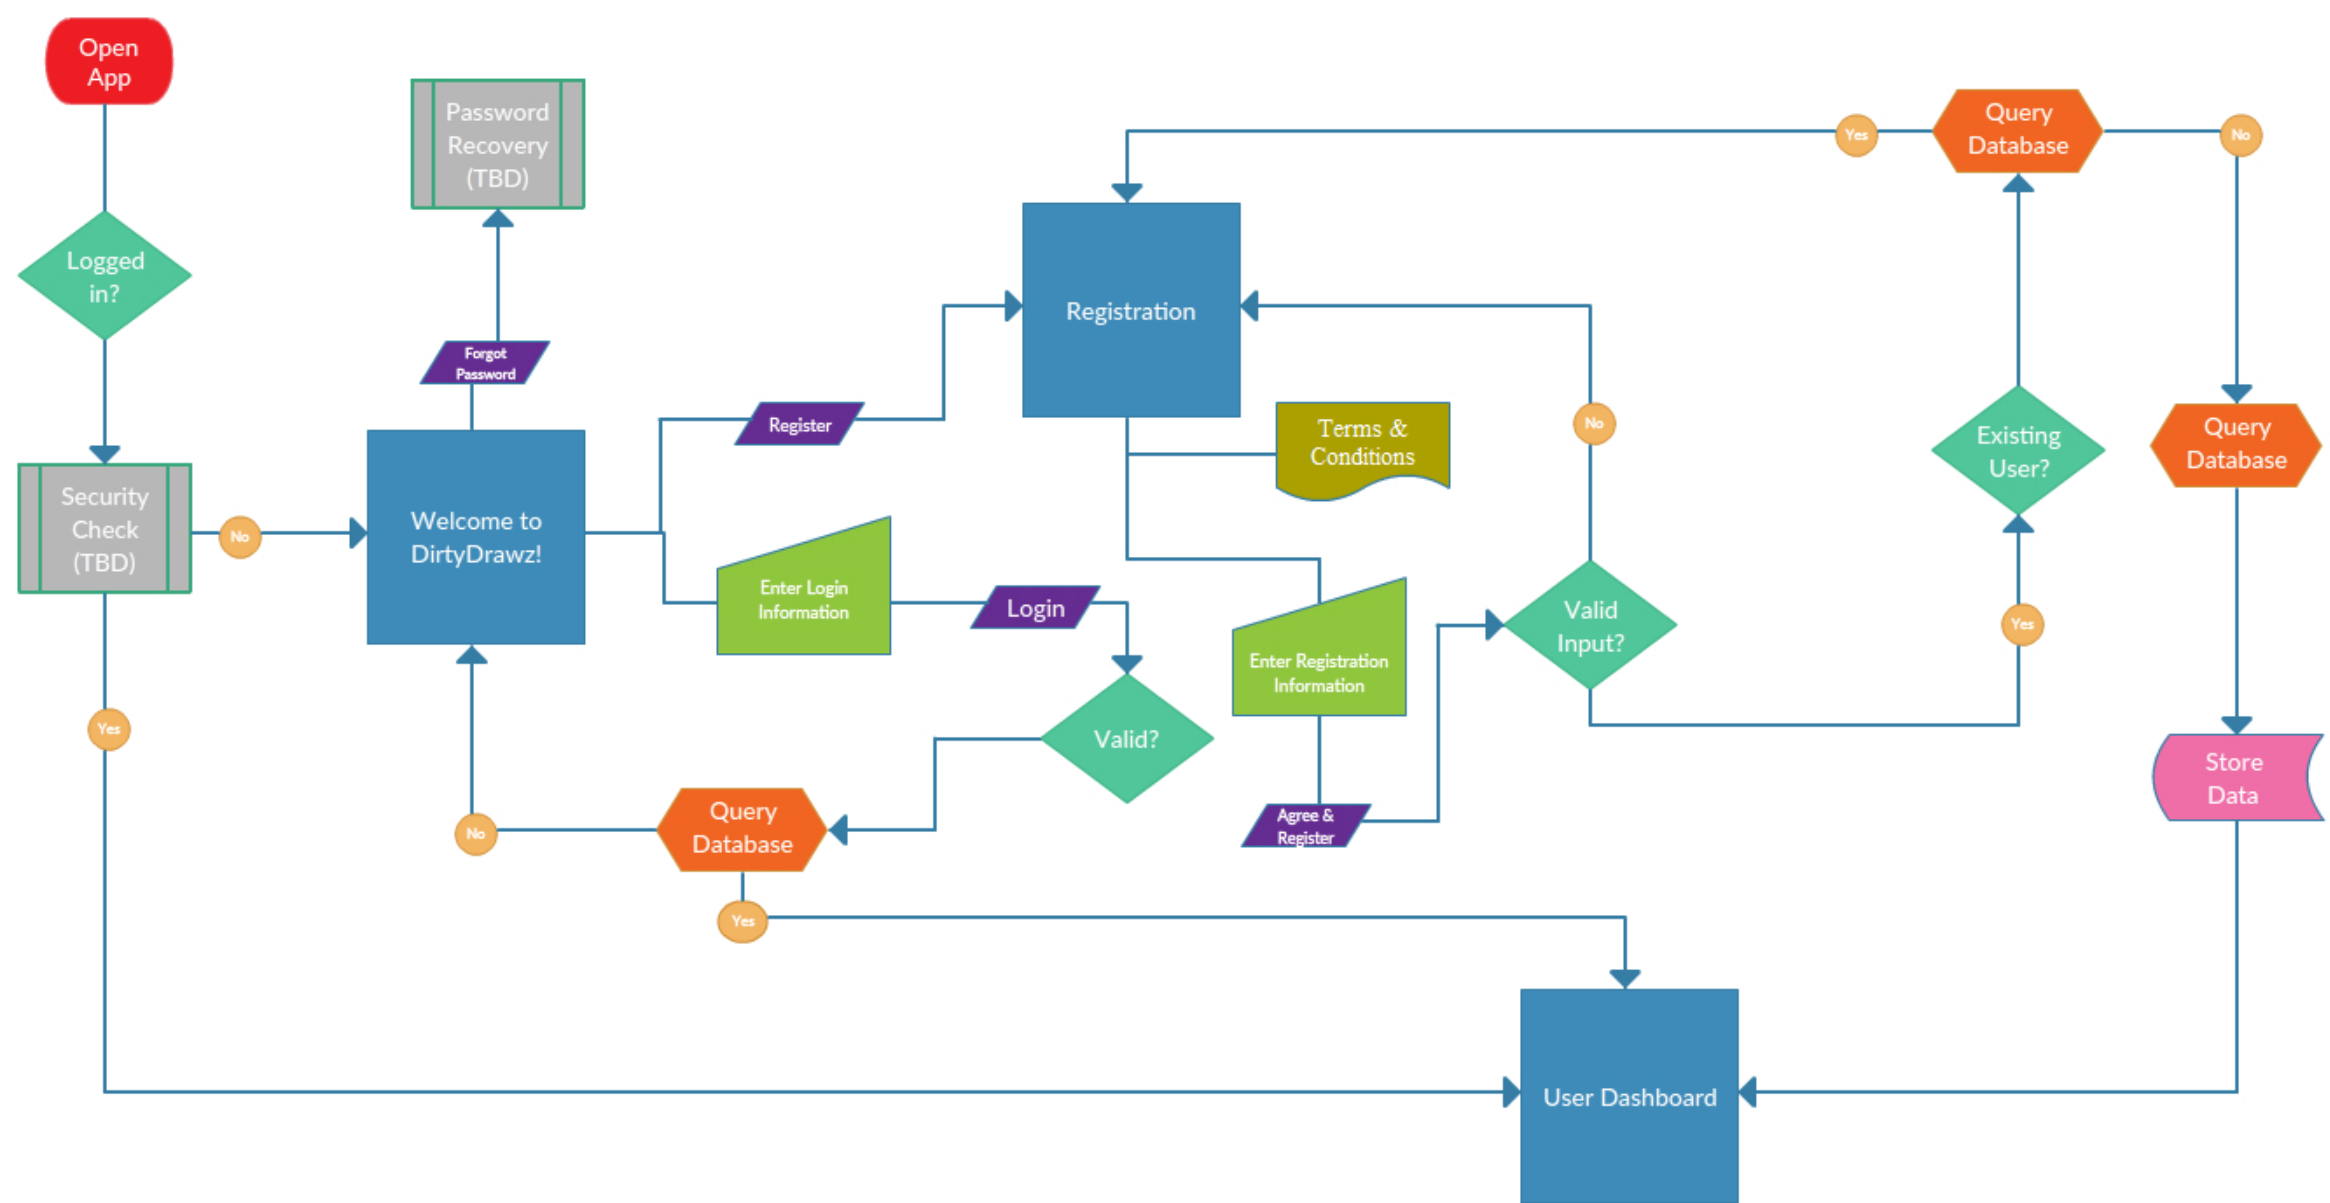 Open
App
Password
Recovery
(TBD)
Query
Database
Yes
No
Logged
in?
Registration
Forgot
Password
Register
Terms &
Conditions
No
Existing
User?
Query
Database
Security
Check
(TBD)
No
Welcome to
DirtyDrawz!
Enter Login
Information
Login
Valid
Input?
Yes
Enter Registration
Information
Yes
Valid?
Store
Data
Query
Database
No
Agree &
Register
Yes
User Dashboard